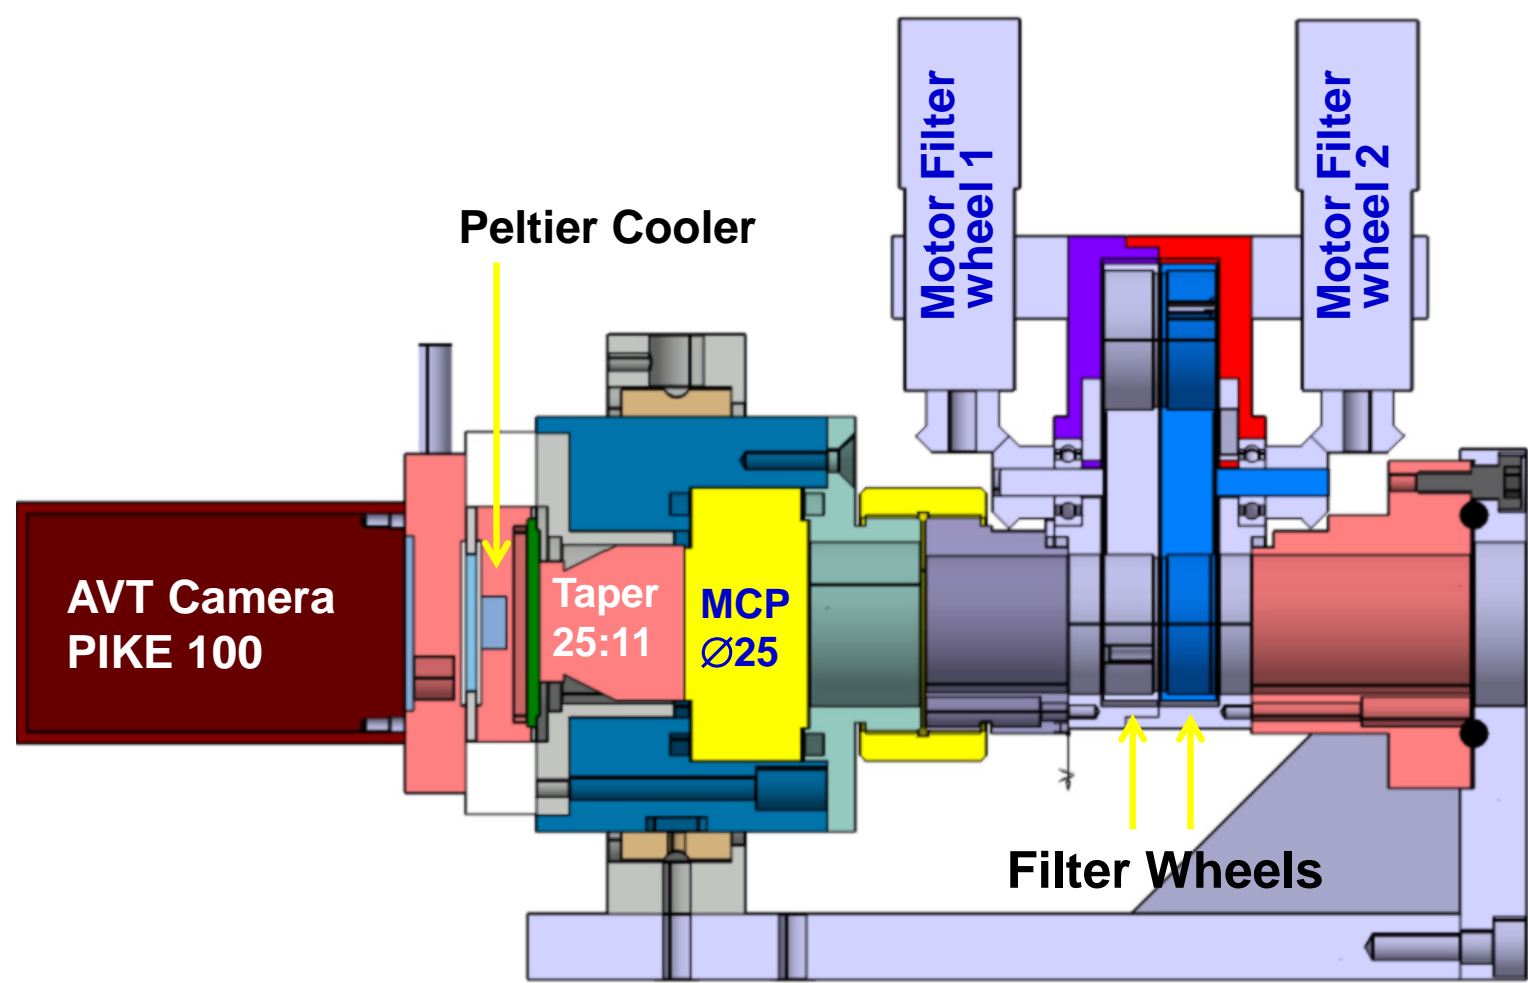 Motor Filter
wheel 1
Motor Filter
wheel 2
Peltier Cooler
AVT Camera
PIKE 100
Taper
25:11
MCP
∅25
Filter Wheels